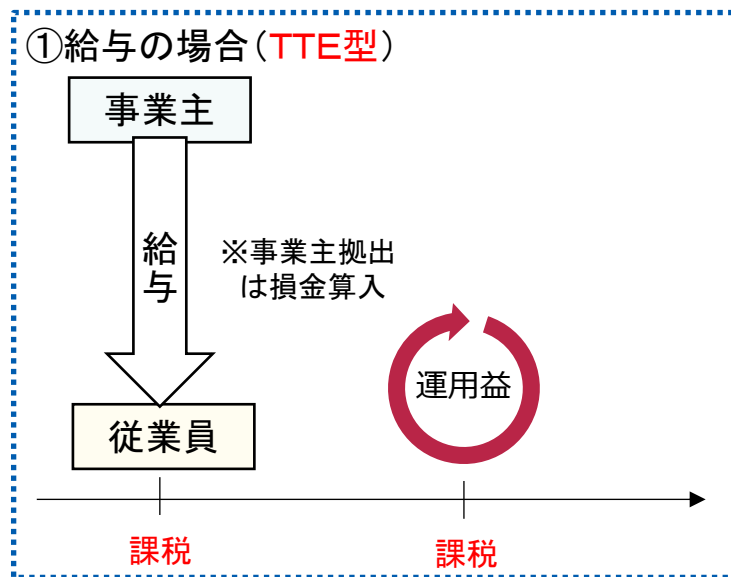 ①給与の場合（TTE型）
事業主
給与
※事業主拠出
は損金算入
運用益
従業員
課税
課税